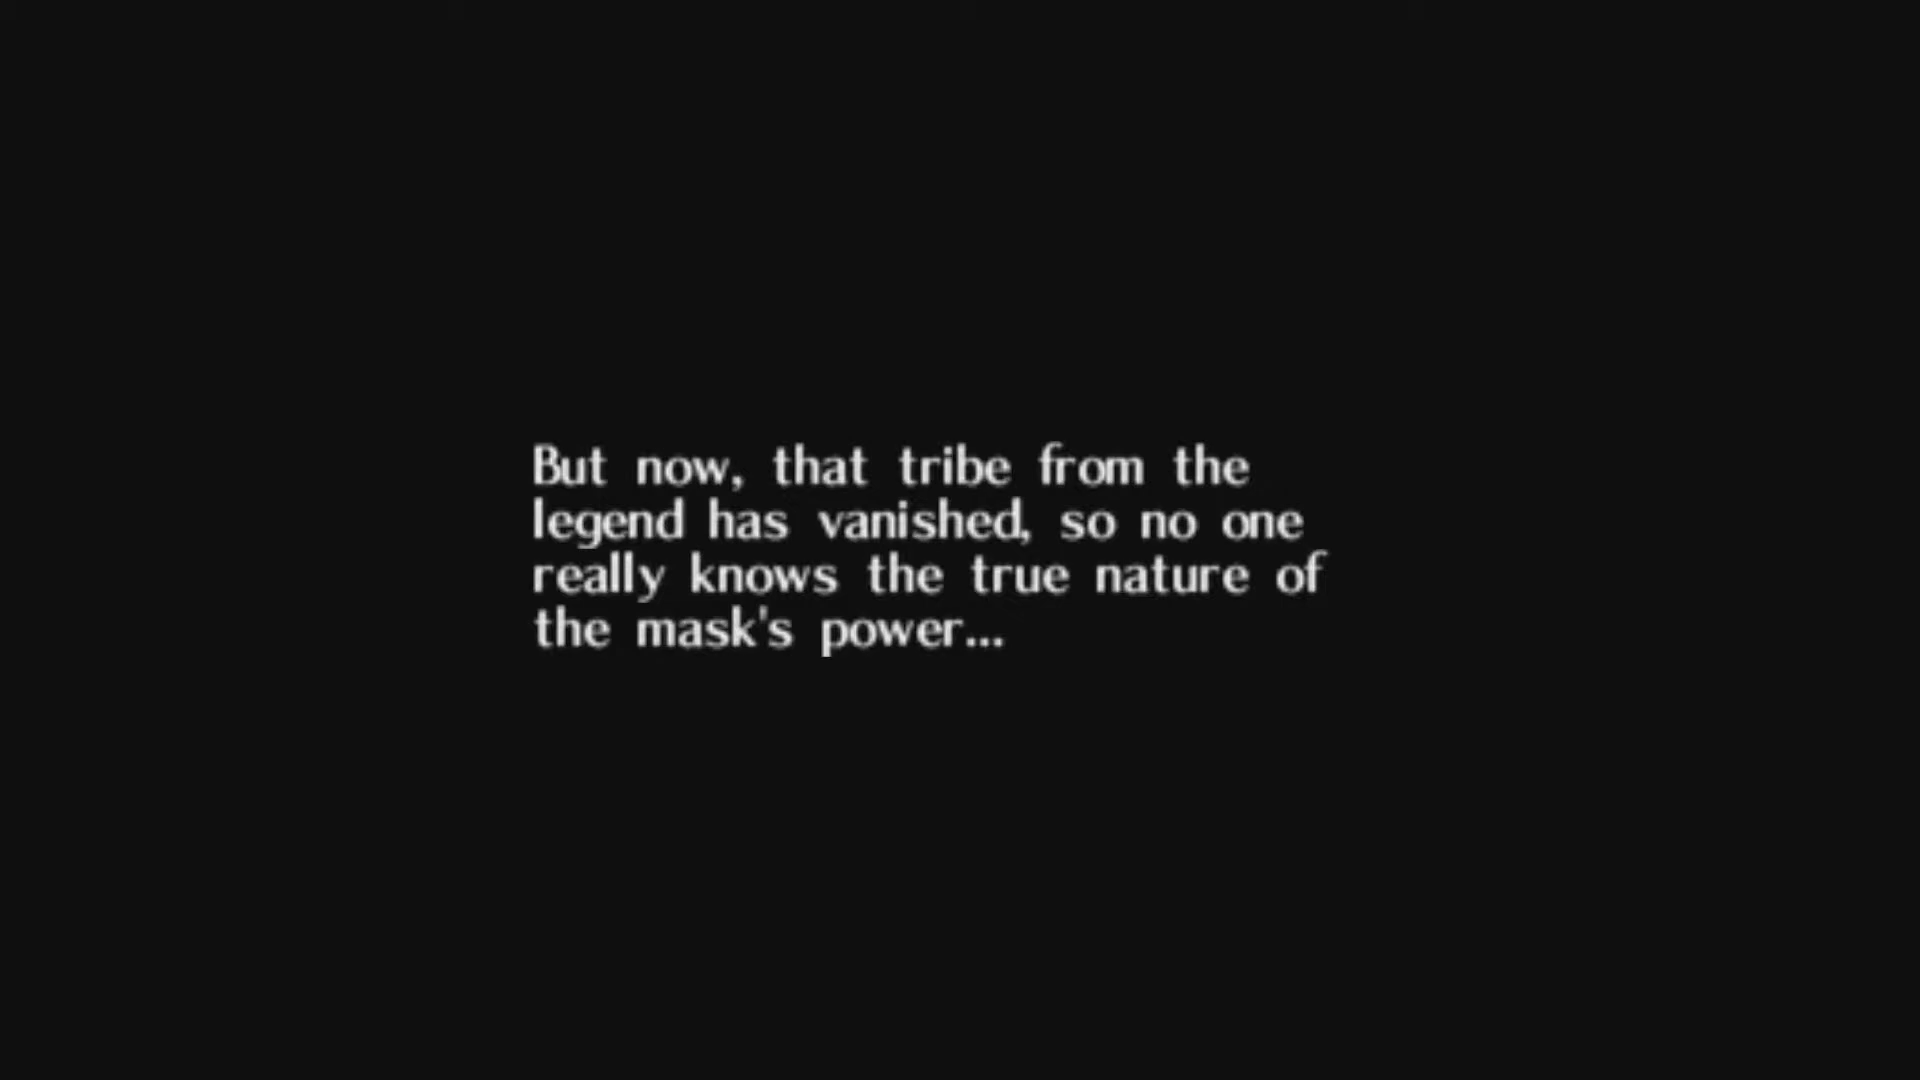 But now, that tribe from the
legend has vanished, so no one
really knows the true nature of
the mask's power...